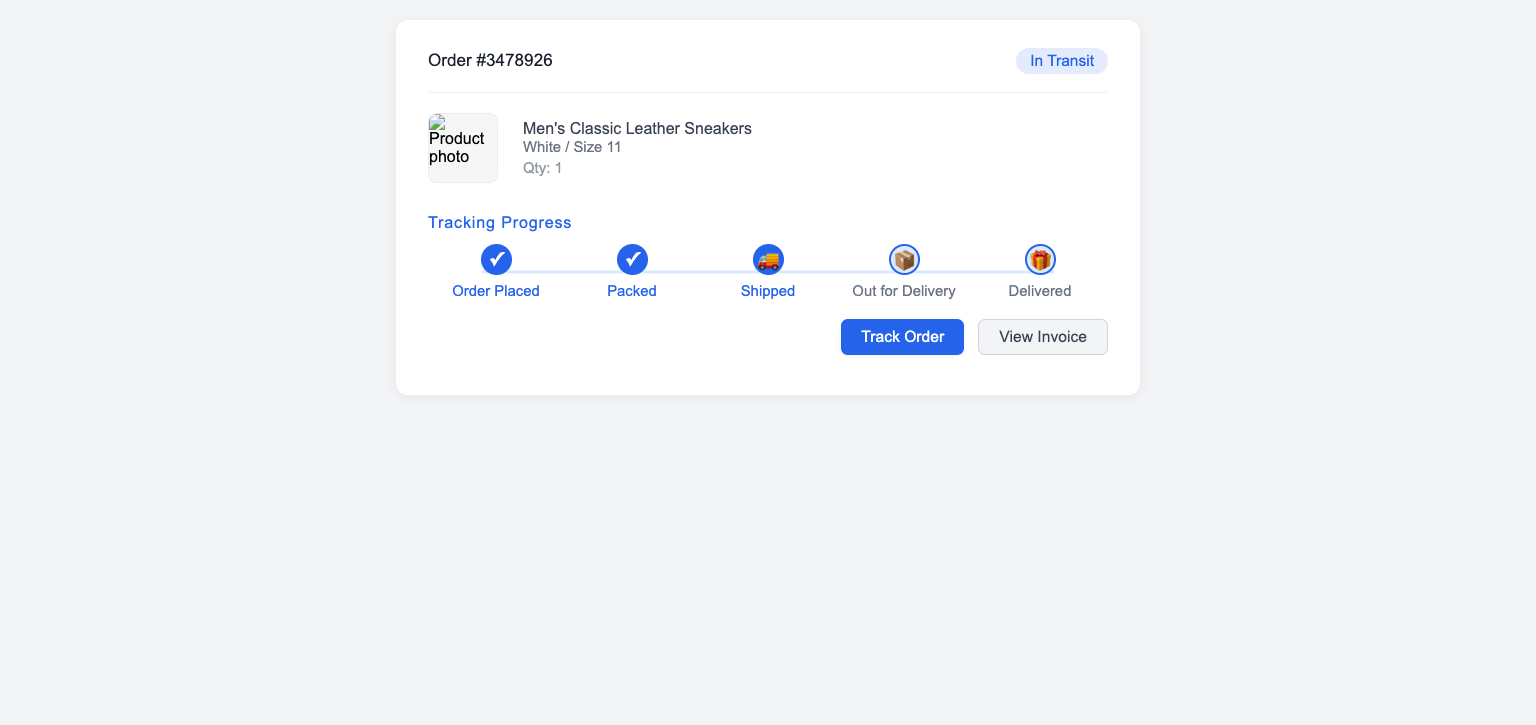 Order #3478926
In Transit
Product
photo
Men's Classic Leather Sneakers
White / Size 11
Qty: 1
Tracking Progress
Order Placed
Packed
Shipped
Out for Delivery
Delivered
Track Order
View Invoice